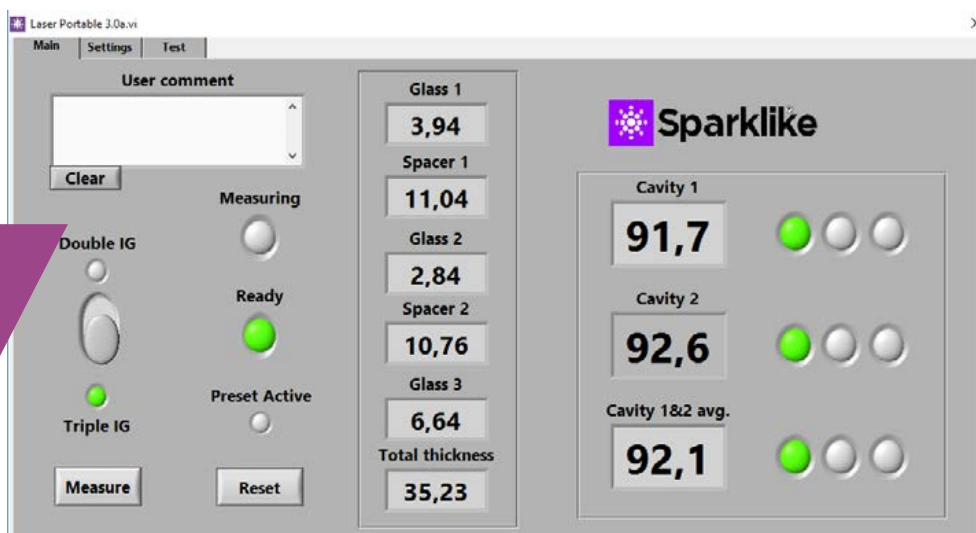 Laser Portable 3.0a.vi
Main Settings Test
User comment
Clear
Double IG
Triple IG
Measure
Measuring
Ready
Preset Active
Reset
Glass 1
3,94
Spacer 1
11,04
Glass 2
2,84
Spacer 2
10,76
Glass 3
6,64
Total thickness
35,23
Sparklike
Cavity 1
91,7
Cavity 2
92,6
Cavity 1&2 avg.
92,1